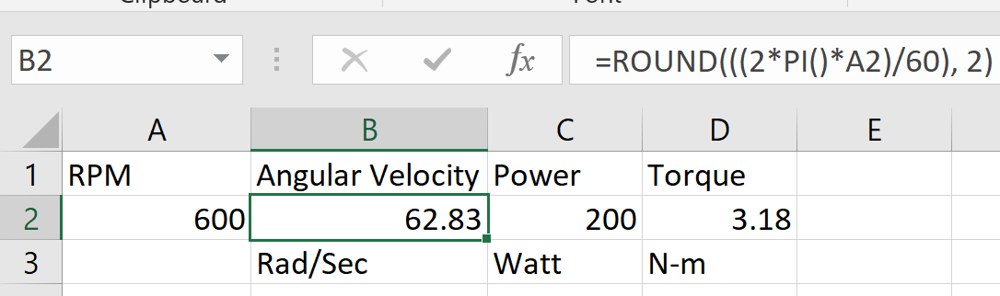 Clipboard Font
B2 fx =ROUND(((2*PI()*A2)/60), 2)
A B C D E
1 RPM Angular Velocity Power Torque
2 600 62.83 200 3.18
3 Rad/Sec Watt N-m